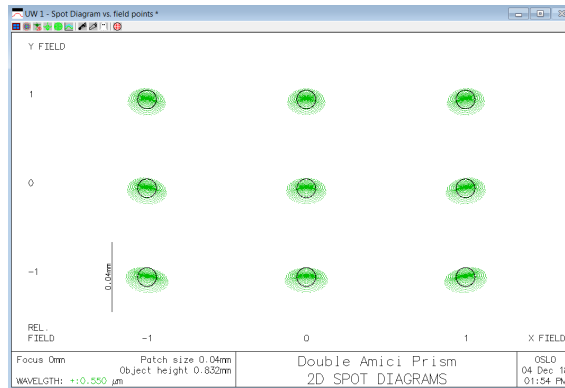 UW 1 - Spot Diagram vs. field points *
Y FIELD
1
0
-1
0.04mm
REL.
FIELD
-1
0
1
X FIELD
Focus 0mm
Patch size 0.04mm
Object height 0.832mm
WAVELGTH: +:0.550 µm
Double Amici Prism
2D SPOT DIAGRAMS
OSLO
04 Dec 18
01:54 PM